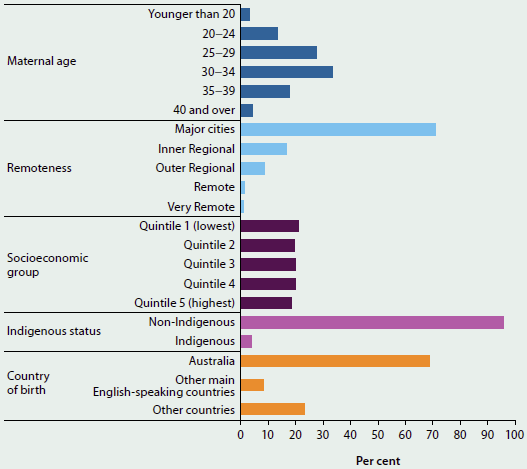 Younger than 20
20–24
25–29
Maternal age
30–34
35–39
40 and over
Major cities
Inner Regional
Remoteness
Outer Regional
Remote
Very Remote
Quintile 1 (lowest)
Quintile 2
Socioeconomic
group
Quintile 3
Quintile 4
Quintile 5 (highest)
Non-Indigenous
Indigenous status
Indigenous
Australia
Country
of birth
Other main
English-speaking countries
Other countries
0 10 20 30 40 50 60 70 80 90 100
Per cent